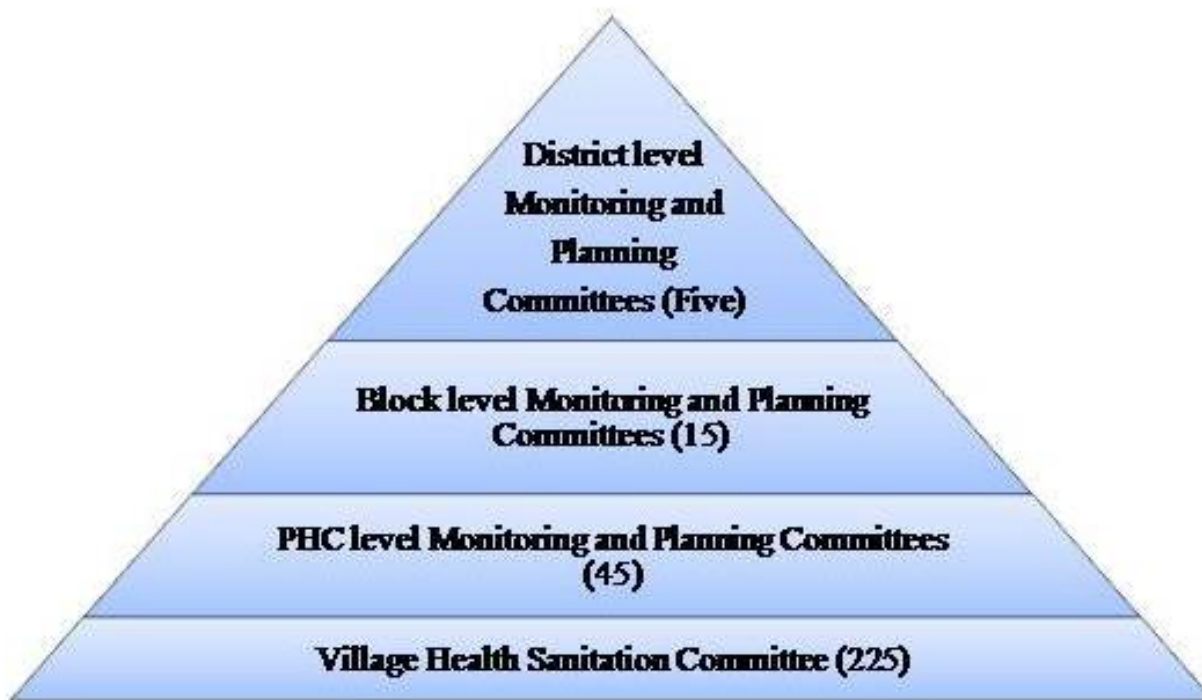 District level
Monitoring and
Planning
Committees (Five)
Block level Monitoring and Planning
Committees (15)
PHC level Monitoring and Planning Committees
(45)
Village Health Sanitation Committee (225)